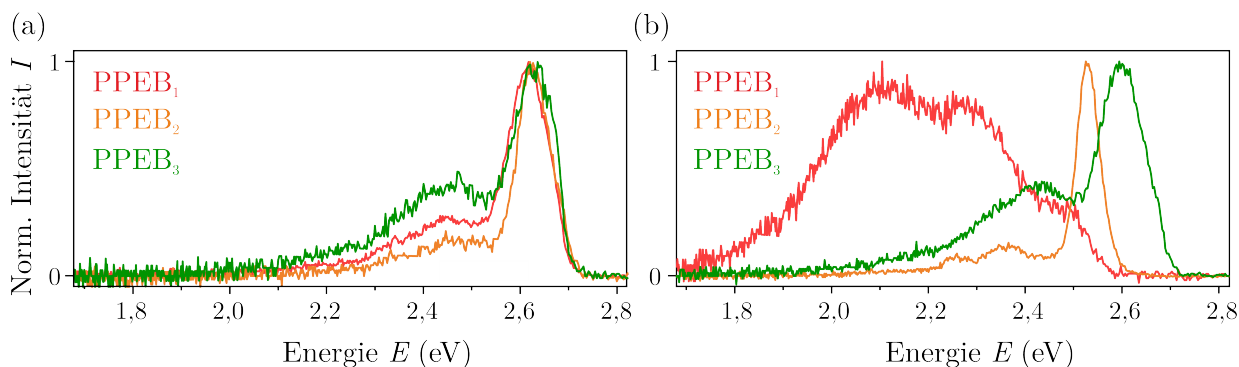 (a)
Norm. Intensität I
1
0
PPEB₁
PPEB₂
PPEB₃
1,8 2,0 2,2 2,4 2,6 2,8
Energie E (eV)
(b)
1
0
PPEB₁
PPEB₂
PPEB₃
1,8 2,0 2,2 2,4 2,6 2,8
Energie E (eV)